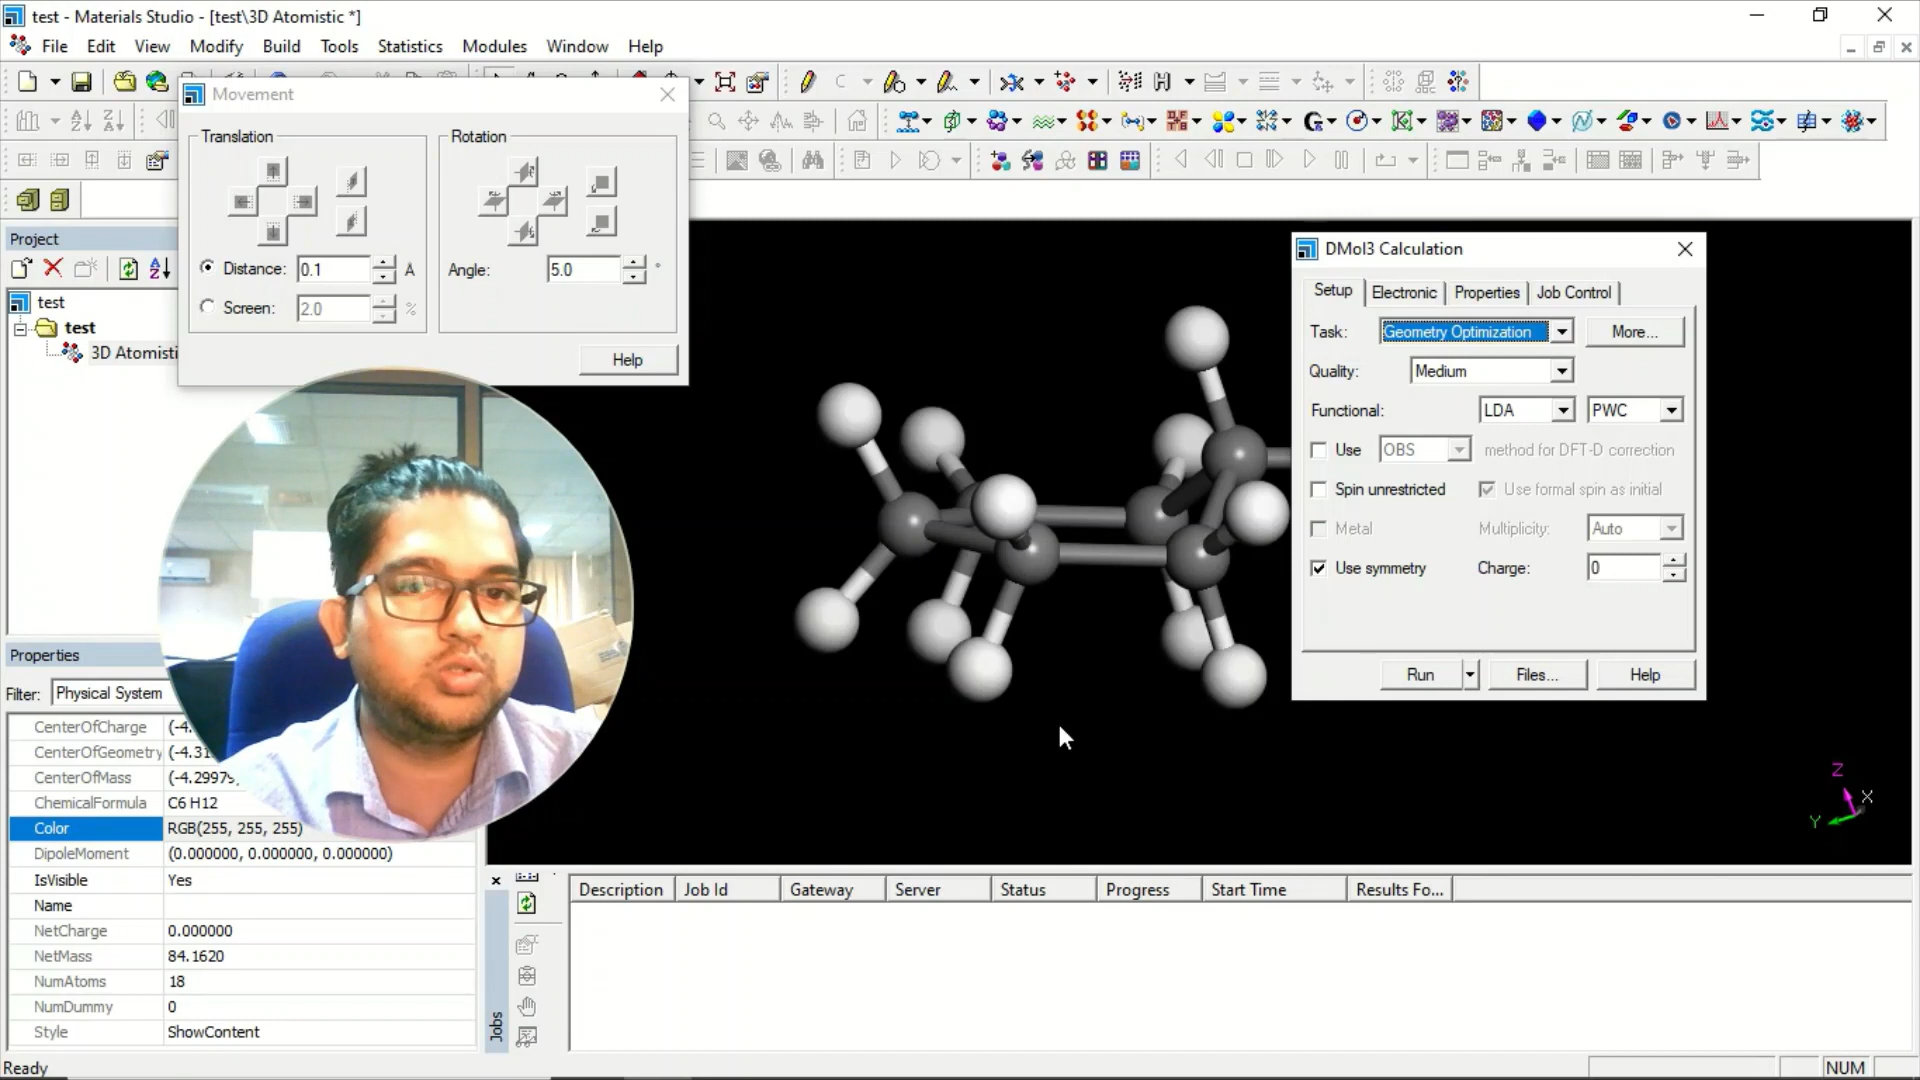 test - Materials Studio - [test\3D Atomistic *]
File Edit View Modify Build Tools Statistics Modules Window Help
Movement
Translation
Distance: 0.1 Å
Screen: 2.0 %
Rotation
Angle: 5.0 °
Help
Project
test
test
3D Atomisti
DMol3 Calculation
Setup Electronic Properties Job Control
Task: Geometry Optimization More...
Quality: Medium
Functional: LDA PWC
Use OBS method for DFT-D correction
Spin unrestricted Use formal spin as initial
Metal Multiplicity: Auto
Use symmetry Charge: 0
Run Files... Help
Properties
Filter: Physical System
CenterOfCharge (-4.
CenterOfGeometry (-4.31
CenterOfMass (-4.2997
ChemicalFormula C6 H12
Color RGB(255, 255, 255)
DipoleMoment (0.000000, 0.000000, 0.000000)
IsVisible Yes
Name
NetCharge 0.000000
NetMass 84.1620
NumAtoms 18
NumDummy 0
Style ShowContent
Z
X
Y
Jobs
Description Job Id Gateway Server Status Progress Start Time Results Fo...
Ready
NUM